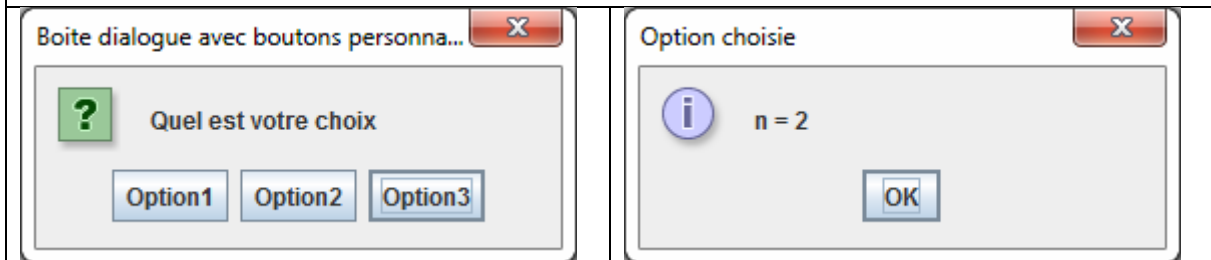 Boite dialogue avec boutons personna...
x
?
Quel est votre choix
Option1 Option2 Option3
Option choisie
x
i
n = 2
OK